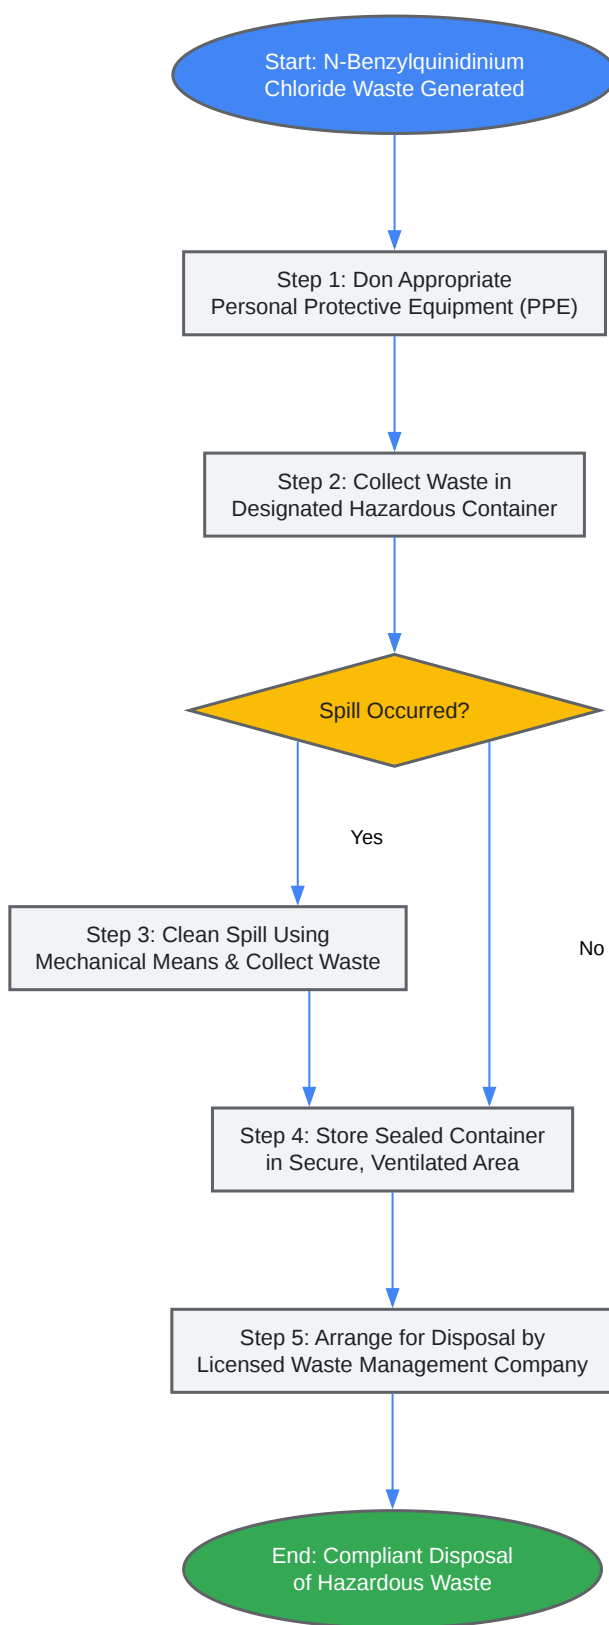 Start: N-Benzylquinidinium
Chloride Waste Generated
Step 1: Don Appropriate
Personal Protective Equipment (PPE)
Step 2: Collect Waste in
Designated Hazardous Container
Spill Occurred?
Yes
Step 3: Clean Spill Using
Mechanical Means & Collect Waste
No
Step 4: Store Sealed Container
in Secure, Ventilated Area
Step 5: Arrange for Disposal by
Licensed Waste Management Company
End: Compliant Disposal
of Hazardous Waste